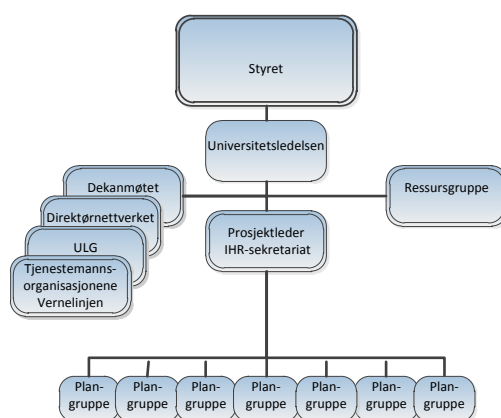 Styret
Universitetsledelsen
Dekanmøtet
Direktørnettverket
ULG
Tjenestemanns-
organisasjonene
Vernelinjen
Ressursgruppe
Prosjektleder
IHR-sekretariat
Plan-
gruppe
Plan-
gruppe
Plan-
gruppe
Plan-
gruppe
Plan-
gruppe
Plan-
gruppe
Plan-
gruppe